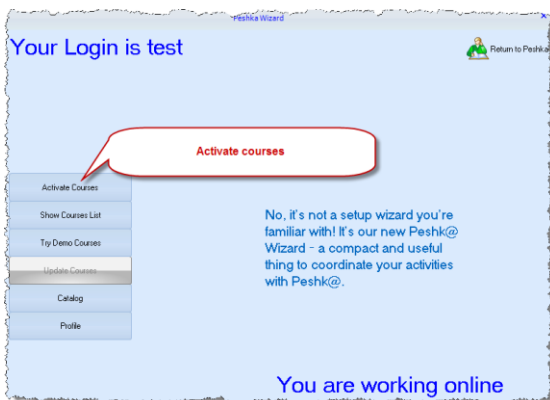 Peshka Wizard
Your Login is test
Return to Peshka
Activate courses
Activate Courses
Show Courses List
Try Demo Courses
Update Courses
Catalog
Profile
No, it's not a setup wizard you're
familiar with! It's our new Peshk@
Wizard - a compact and useful
thing to coordinate your activities
with Peshk@.
You are working online